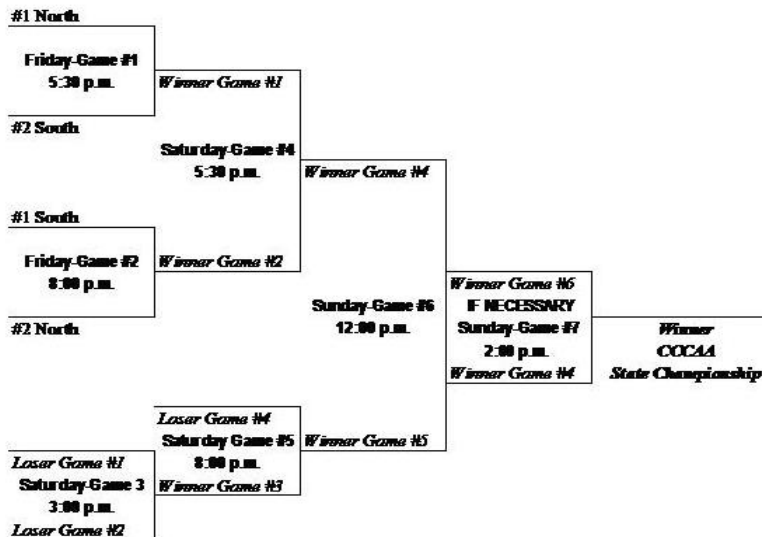 #1 North
Friday-Game #1
5:30 p.m.
Winner Game #1
#2 South
Saturday-Game #4
5:30 p.m.
Winner Game #4
#1 South
Friday-Game #2
8:00 p.m.
Winner Game #2
#2 North
Winner Game #6
IF NECESSARY
Sunday-Game #6
12:00 p.m.
Sunday-Game #7
2:00 p.m.
Winner Game #4
Winner
CCCAA
State Championship
Loser Game #4
Saturday Game #5
8:00 p.m.
Winner Game #5
Winner Game #3
Loser Game #1
Saturday-Game 3
3:00 p.m.
Loser Game #2